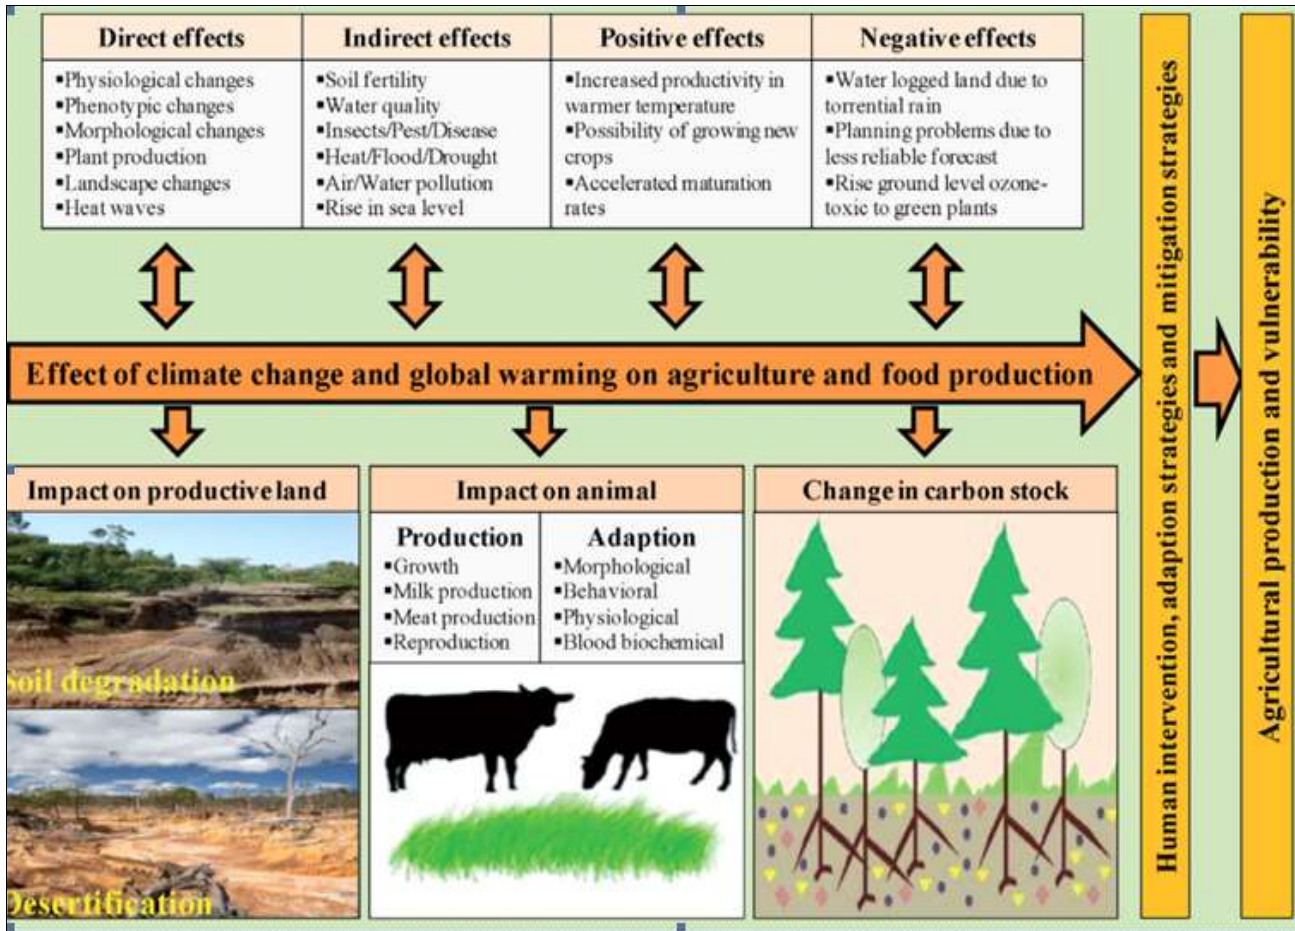 Direct effects
▪Physiological changes
▪Phenotypic changes
▪Morphological changes
▪Plant production
▪Landscape changes
▪Heat waves
Indirect effects
▪Soil fertility
▪Water quality
▪Insects/Pest/Disease
▪Heat/Flood/Drought
▪Air/Water pollution
▪Rise in sea level
Positive effects
▪Increased productivity in
warmer temperature
▪Possibility of growing new
crops
▪Accelerated maturation
rates
Negative effects
▪Water logged land due to
torrential rain
▪Planning problems due to
less reliable forecast
▪Rise ground level ozone-
toxic to green plants
Effect of climate change and global warming on agriculture and food production
Impact on productive land
Soil degradation
Desertification
Impact on animal
Production
▪Growth
▪Milk production
▪Meat production
▪Reproduction
Adaption
▪Morphological
▪Behavioral
▪Physiological
▪Blood biochemical
Change in carbon stock
Human intervention, adaption strategies and mitigation strategies
Agricultural production and vulnerability